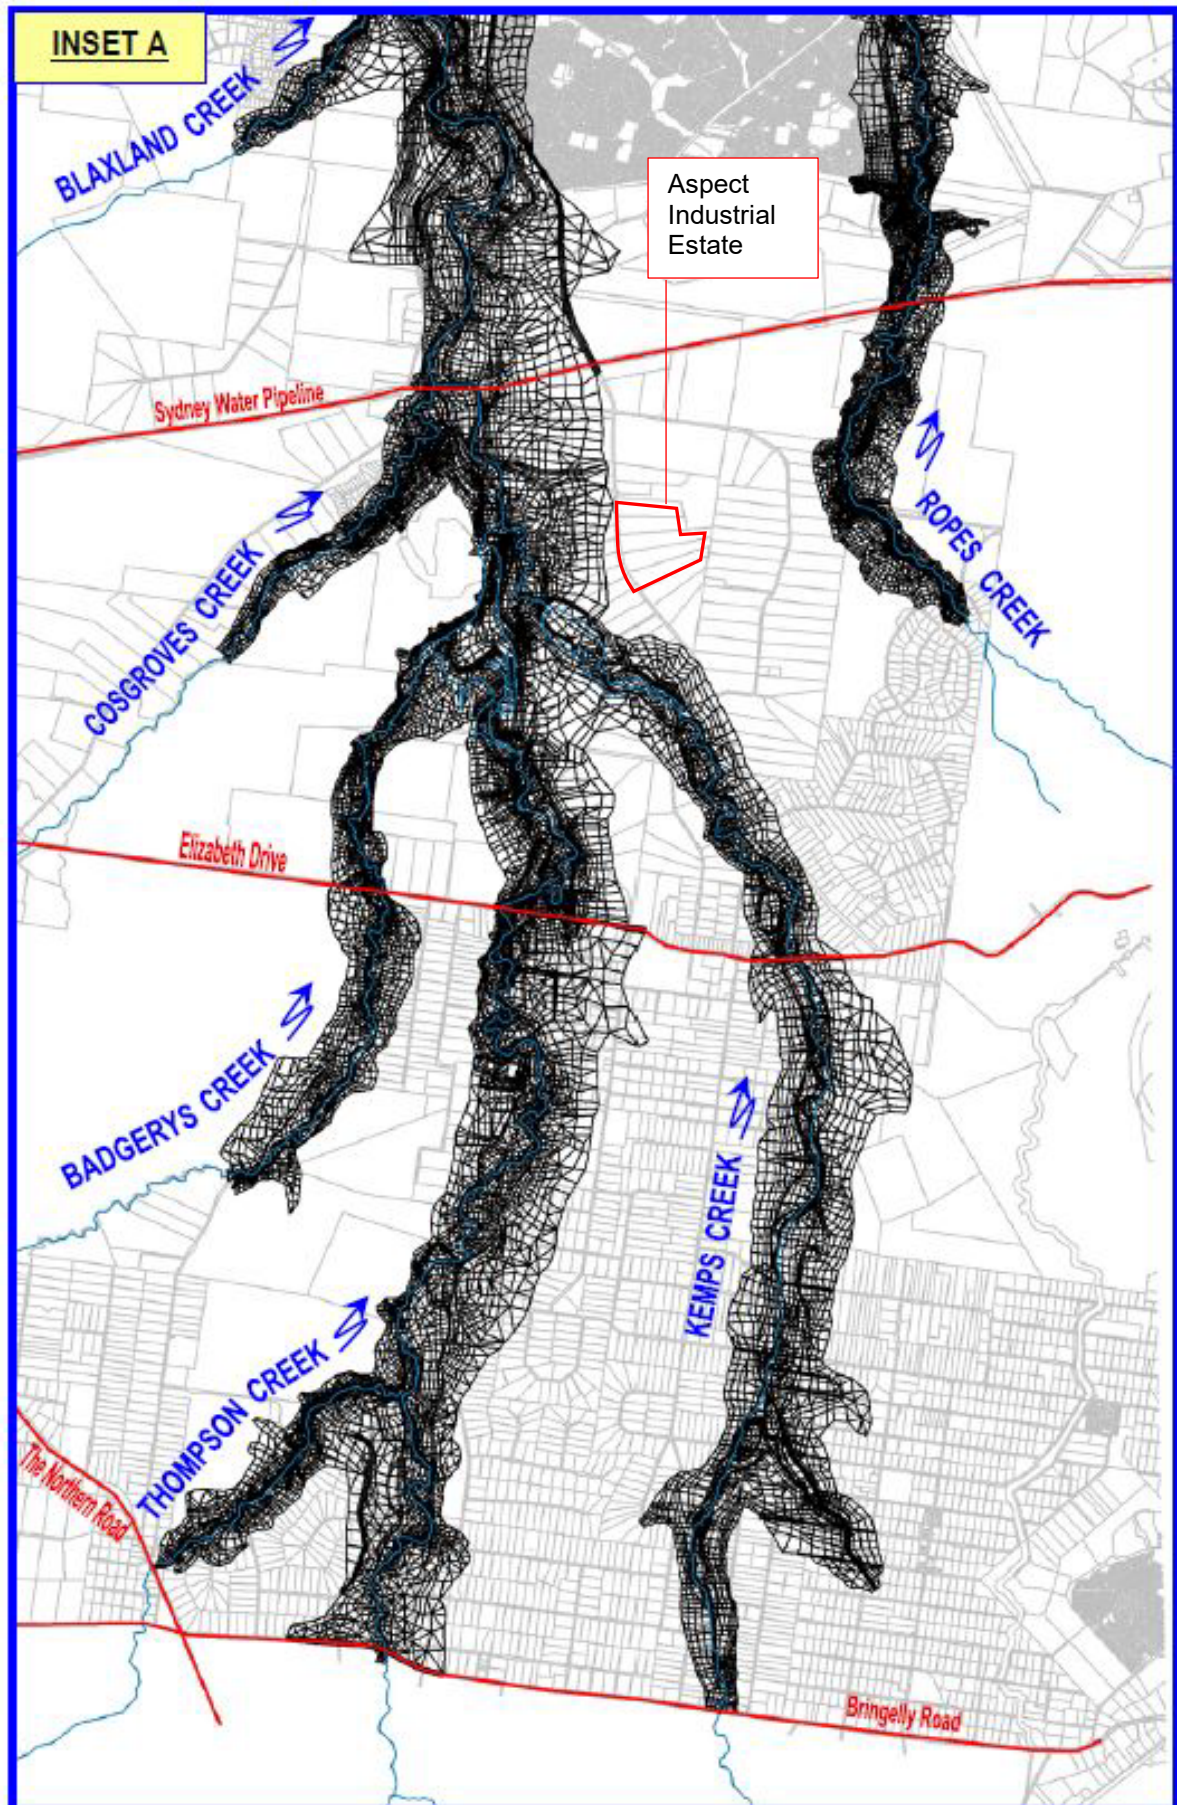 INSET A
BLAXLAND CREEK
Aspect
Industrial
Estate
Sydney Water Pipeline
ROPES CREEK
COSGROVES CREEK
Elizabeth Drive
BADGERYS CREEK
KEMPS CREEK
THOMPSON CREEK
The Northern Road
Bringelly Road